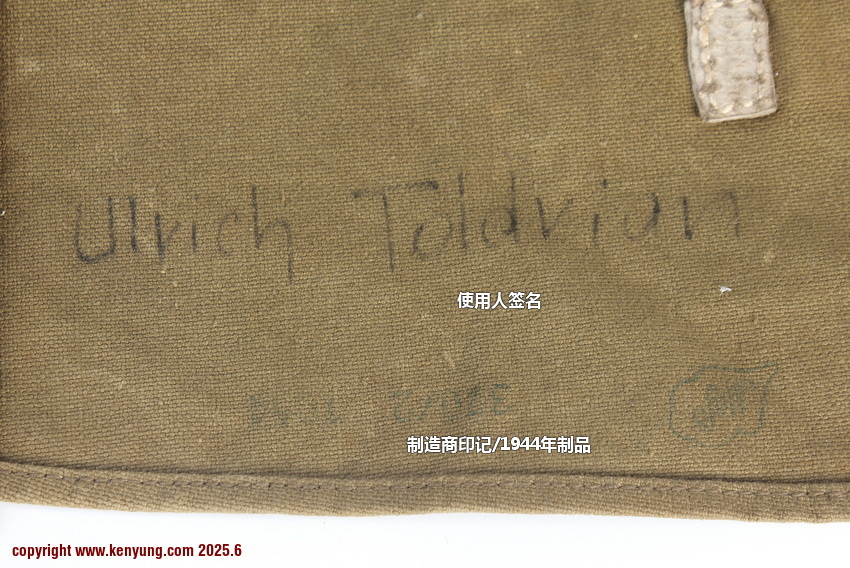 Ulrich Toldrian
使用人签名
制造商印记/1944年制品
copyright www.kenyung.com 2025.6